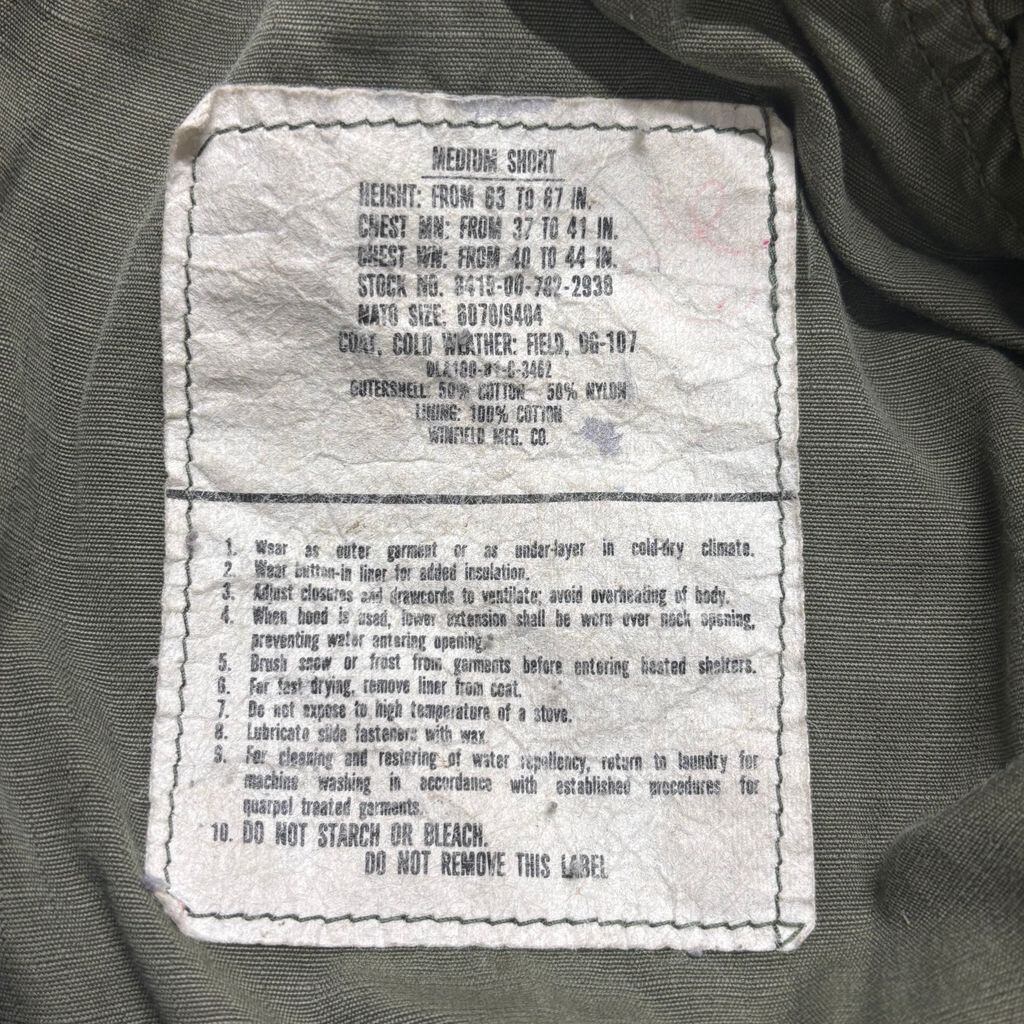 MEDIUM SHORT
HEIGHT: FROM 63 TO 67 IN.
CHEST MN: FROM 37 TO 41 IN.
CHEST WN: FROM 40 TO 44 IN.
STOCK NO. 8415-00-782-2938
NATO SIZE: 6070/9404
COAT, COLD WEATHER: FIELD, OG-107
DLA100-81-C-3462
OUTERSHELL 50% COTTON 50% NYLON
LINING: 100% COTTON
WINFIELD MFG. CO.
1. Wear as outer garment or as under-layer in cold-dry climate.
2. Wear button-in liner for added insulation.
3. Adjust closures and drawcords to ventilate; avoid overheating of body.
4. When hood is used, lower extension shall be worn over neck opening,
preventing water entering opening.
5. Brush snow or frost from garments before entering heated shelters.
6. For fast drying, remove liner from coat.
7. Do not expose to high temperature of a stove.
8. Lubricate slide fasteners with wax
9. For cleaning and restoring of water repellency, return to laundry for
machine washing in accordance with established procedures for
quarpel treated garments.
10. DO NOT STARCH OR BLEACH.
DO NOT REMOVE THIS LABEL